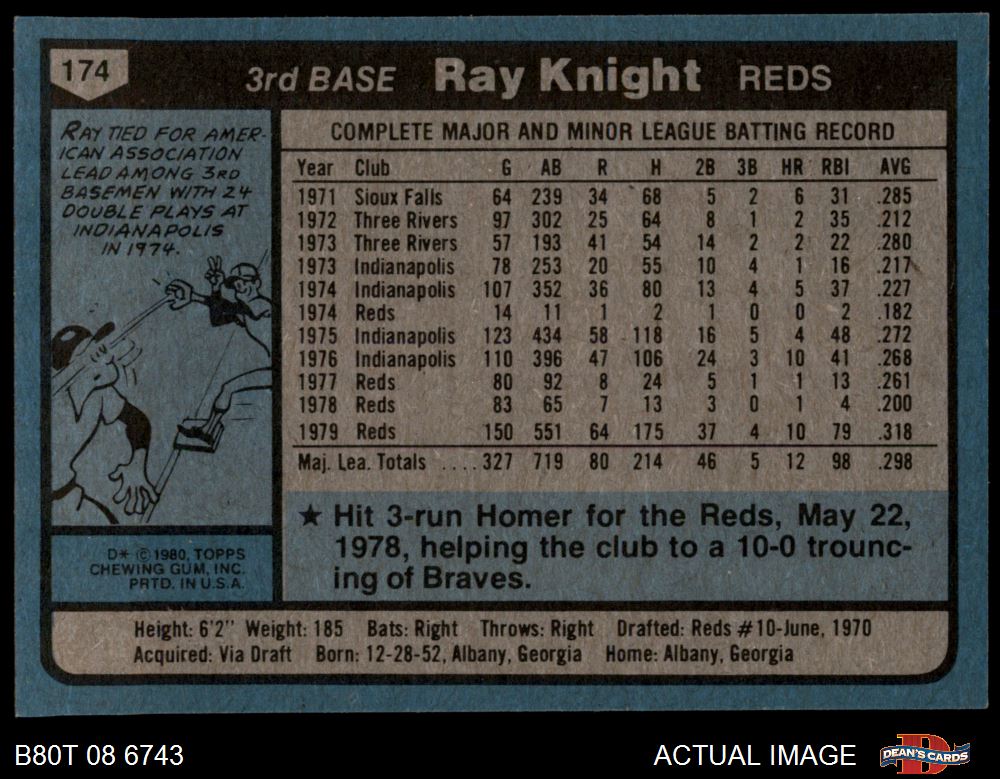 174
3rd BASE Ray Knight REDS
RAY TIED FOR AMER-
ICAN ASSOCIATION
LEAD AMONG 3RD
BASEMEN WITH 24
DOUBLE PLAYS AT
INDIANAPOLIS
IN 1974.
D* © 1980, TOPPS
CHEWING GUM, INC.
PRTD. IN U.S.A.
COMPLETE MAJOR AND MINOR LEAGUE BATTING RECORD
Year Club G AB R H 2B 3B HR RBI AVG
1971 Sioux Falls 64 239 34 68 5 2 6 31 .285
1972 Three Rivers 97 302 25 64 8 1 2 35 .212
1973 Three Rivers 57 193 41 54 14 2 2 22 .280
1973 Indianapolis 78 253 20 55 10 4 1 16 .217
1974 Indianapolis 107 352 36 80 13 4 5 37 .227
1974 Reds 14 11 1 2 1 0 0 2 .182
1975 Indianapolis 123 434 58 118 16 5 4 48 .272
1976 Indianapolis 110 396 47 106 24 3 10 41 .268
1977 Reds 80 92 8 24 5 1 1 13 .261
1978 Reds 83 65 7 13 3 0 1 4 .200
1979 Reds 150 551 64 175 37 4 10 79 .318
Maj. Lea. Totals ....327 719 80 214 46 5 12 98 .298
★ Hit 3-run Homer for the Reds, May 22,
1978, helping the club to a 10-0 trounc-
ing of Braves.
Height: 6'2" Weight: 185 Bats: Right Throws: Right Drafted: Reds #10-June, 1970
Acquired: Via Draft Born: 12-28-52, Albany, Georgia Home: Albany, Georgia
B80T 08 6743
ACTUAL IMAGE
D
DEAN'S CARDS